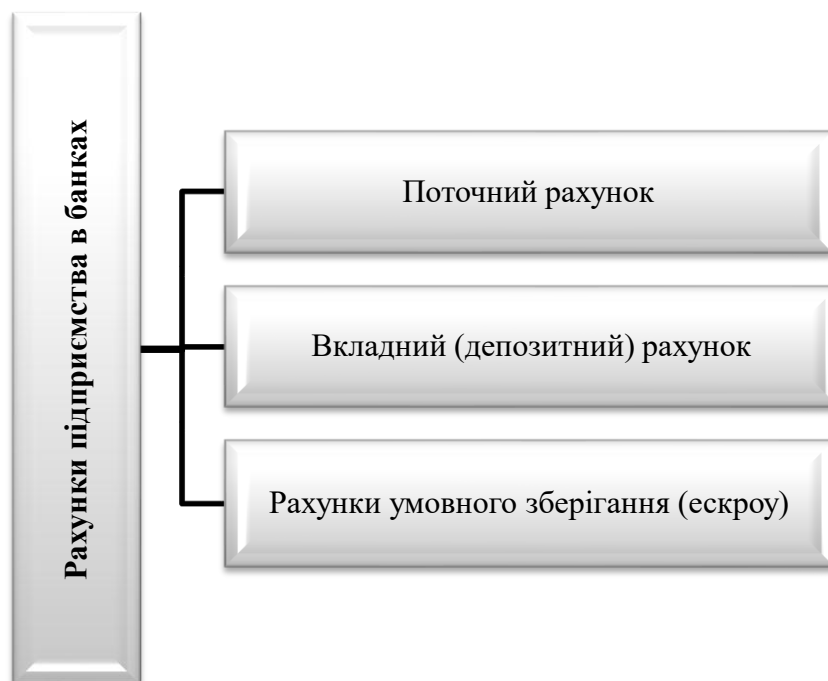 Рахунки підприємства в банках
Поточний рахунок
Вкладний (депозитний) рахунок
Рахунки умовного зберігання (ескроу)